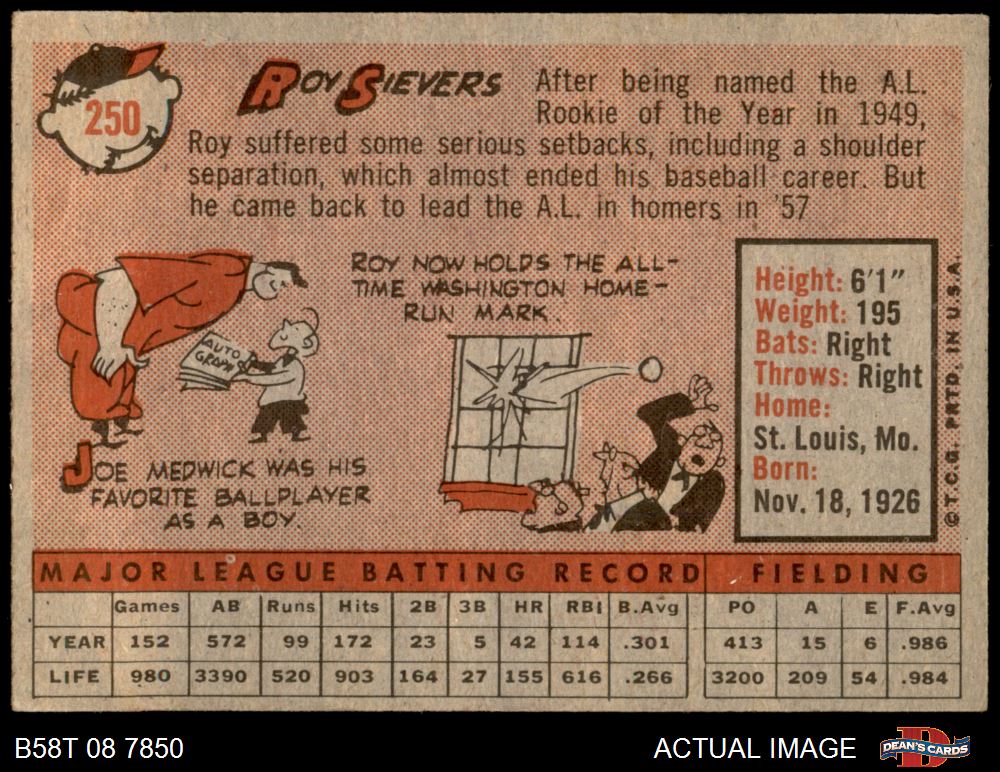 250
ROY SIEVERS
After being named the A.L.
Rookie of the Year in 1949,
Roy suffered some serious setbacks, including a shoulder
separation, which almost ended his baseball career. But
he came back to lead the A.L. in homers in '57
ROY NOW HOLDS THE ALL-
TIME WASHINGTON HOME-
RUN MARK.
AUTO
GRAPH
JOE MEDWICK WAS HIS
FAVORITE BALLPLAYER
AS A BOY.
Height: 6'1"
Weight: 195
Bats: Right
Throws: Right
Home:
St. Louis, Mo.
Born:
Nov. 18, 1926
© T.C.G. PRTD. IN U.S.A.
MAJOR LEAGUE BATTING RECORD FIELDING
Games AB Runs Hits 2B 3B HR RBI B.Avg PO A E F.Avg
YEAR 152 572 99 172 23 5 42 114 .301 413 15 6 .986
LIFE 980 3390 520 903 164 27 155 616 .266 3200 209 54 .984
B58T 08 7850 ACTUAL IMAGE D DEAN'S CARDS